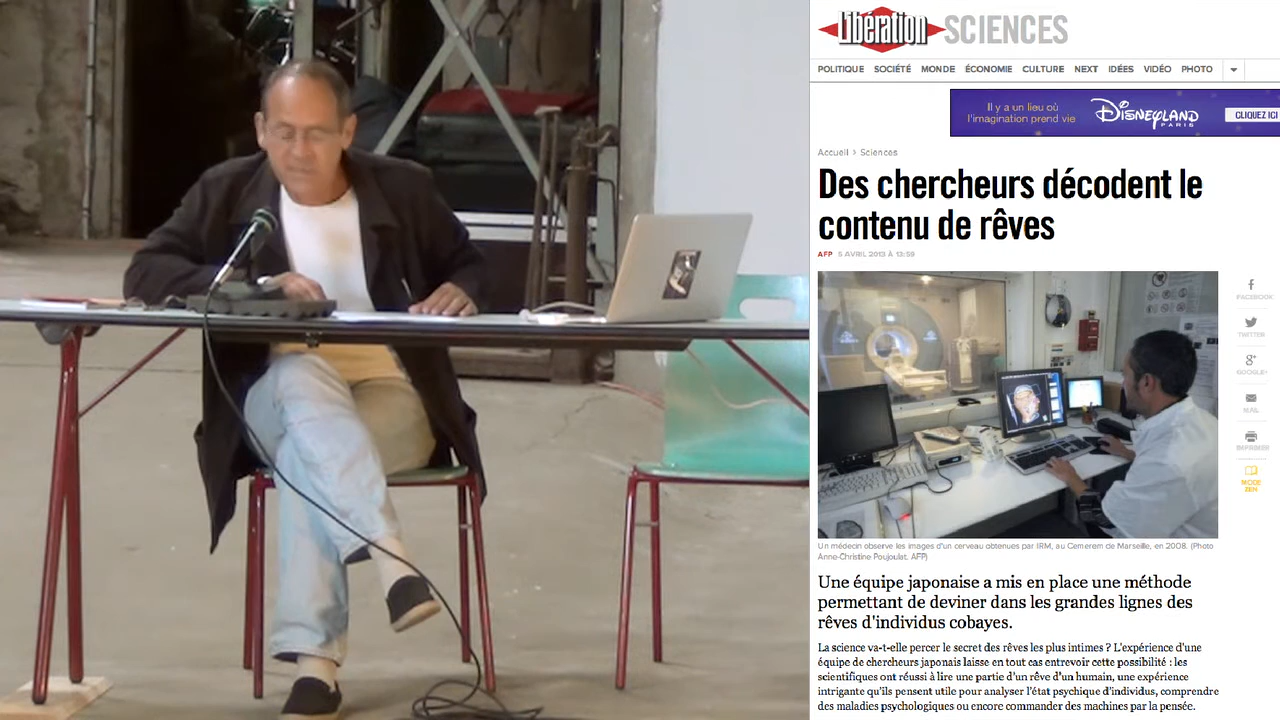 Libération SCIENCES
POLITIQUE SOCIÉTÉ MONDE ÉCONOMIE CULTURE NEXT IDÉES VIDÉO PHOTO
Il y a un lieu où
l'imagination prend vie
DISNEYLAND
PARIS
CLIQUEZ ICI
Accueil > Sciences
Des chercheurs décodent le
contenu de rêves
AFP 5 AVRIL 2013 À 13:59
FACEBOOK
TWITTER
GOOGLE+
MAIL
IMPRIMER
MODE
ZEN
Un médecin observe les images d'un cerveau obtenues par IRM, au Cemerem de Marseille, en 2008. (Photo
Anne-Christine Poujoulat. AFP)
Une équipe japonaise a mis en place une méthode
permettant de deviner dans les grandes lignes des
rêves d'individus cobayes.
La science va-t-elle percer le secret des rêves les plus intimes ? L'expérience d'une
équipe de chercheurs japonais laisse en tout cas entrevoir cette possibilité : les
scientifiques ont réussi à lire une partie d'un rêve d'un humain, une expérience
intrigante qu'ils pensent utile pour analyser l'état psychique d'individus, comprendre
des maladies psychologiques ou encore commander des machines par la pensée.